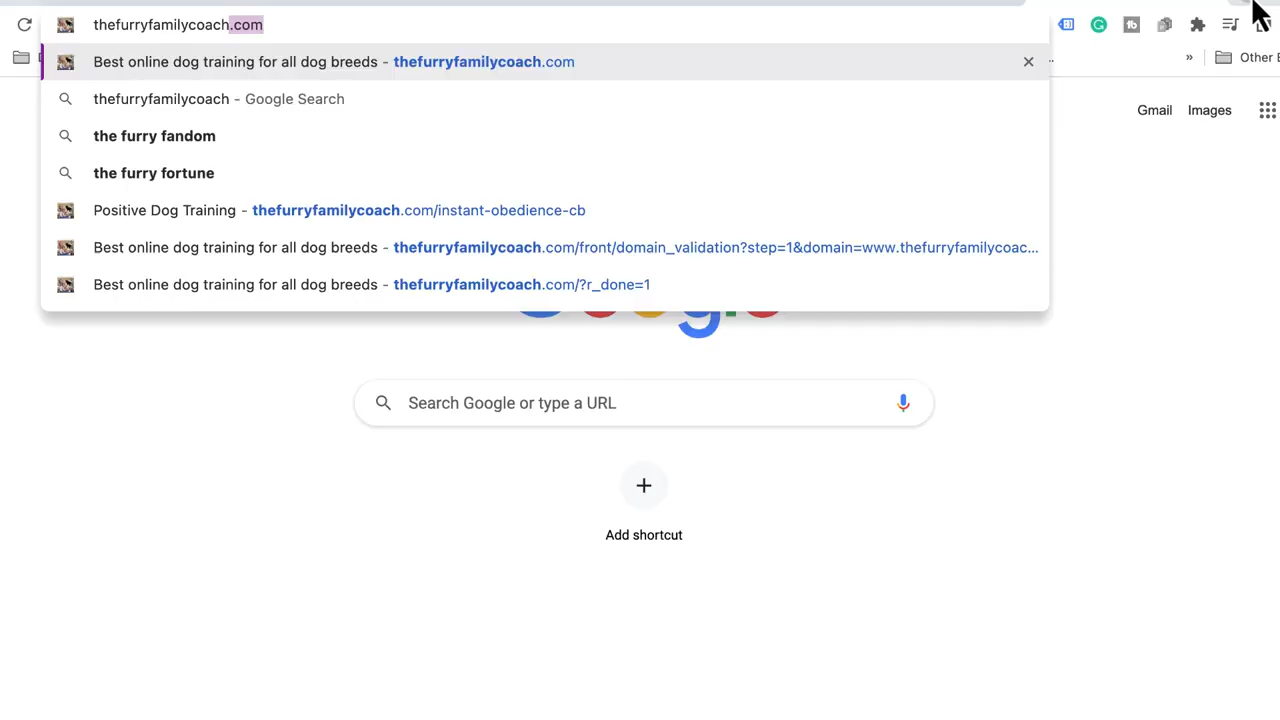 thefurryfamilycoach.com
Best online dog training for all dog breeds - thefurryfamilycoach.com
thefurryfamilycoach - Google Search
the furry fandom
the furry fortune
Positive Dog Training - thefurryfamilycoach.com/instant-obedience-cb
Best online dog training for all dog breeds - thefurryfamilycoach.com/front/domain_validation?step=1&domain=www.thefurryfamilycoac...
Best online dog training for all dog breeds - thefurryfamilycoach.com/?r_done=1
» Other
Gmail Images
Search Google or type a URL
Add shortcut